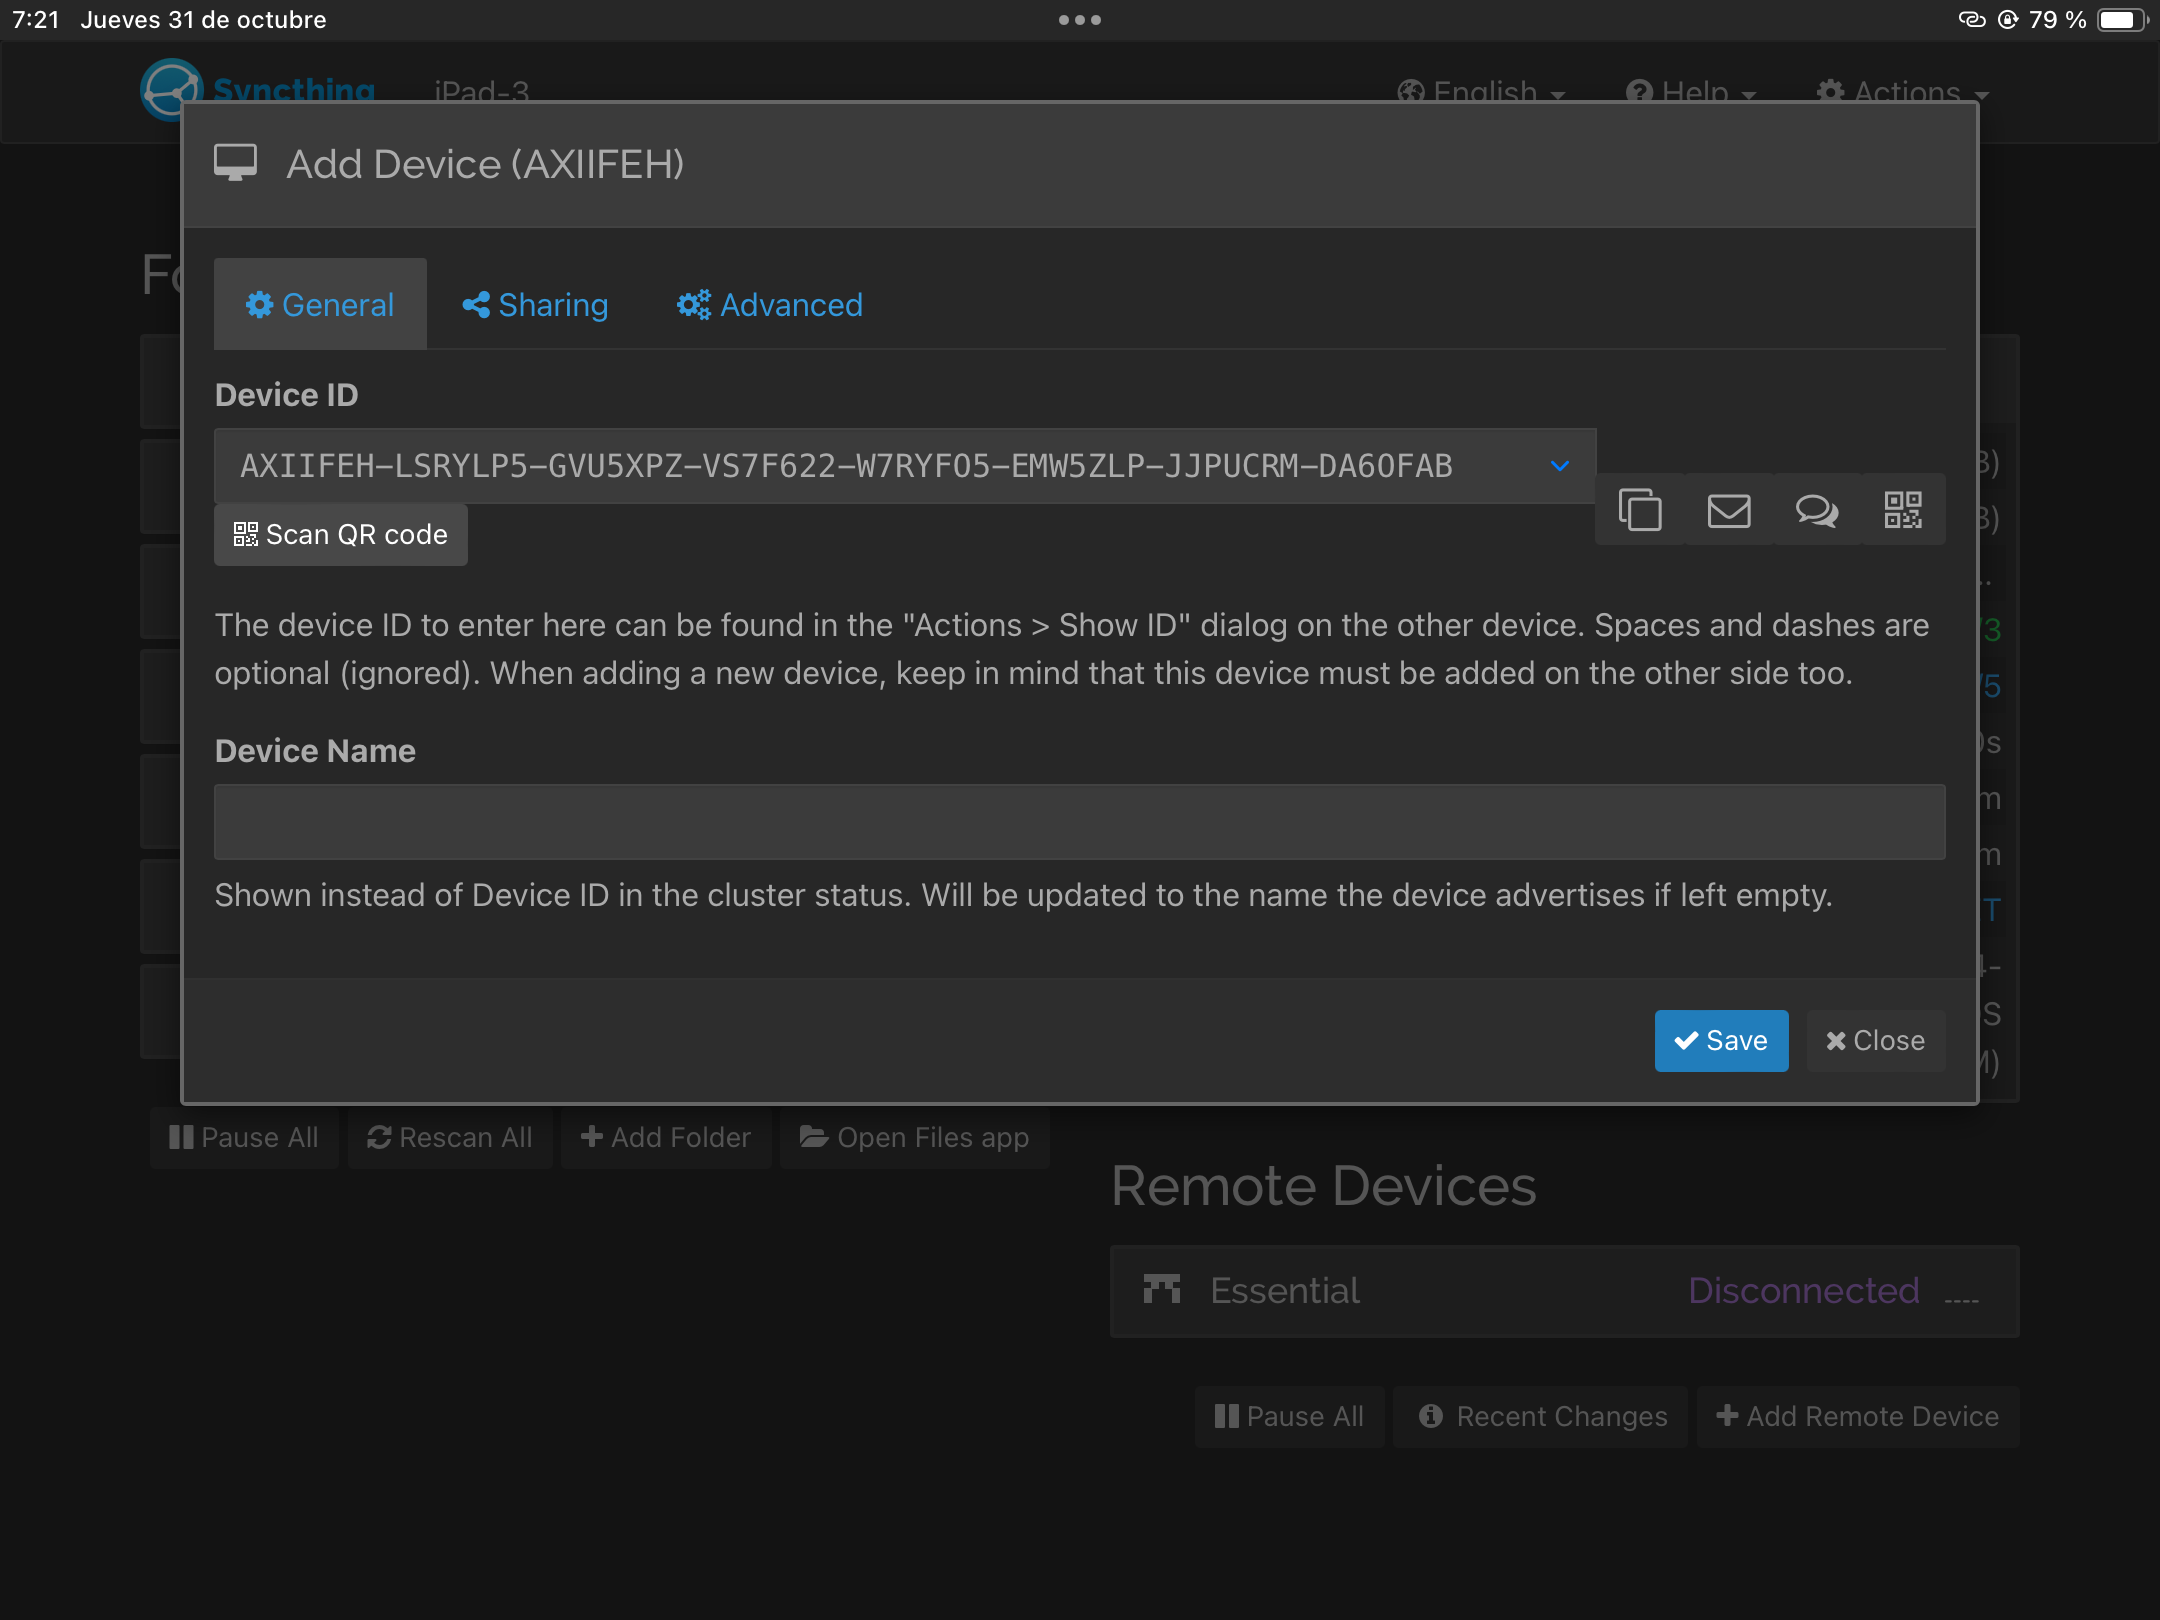 7:21 Jueves 31 de octubre
79 %
Syncthing iPad-3 English Help Actions
Add Device (AXIIFEH)
General Sharing Advanced
Device ID
AXIIFEH-LSRYLP5-GVU5XPZ-VS7F622-W7RYFO5-EMW5ZLP-JJPUCRM-DA6OFAB
Scan QR code
The device ID to enter here can be found in the "Actions > Show ID" dialog on the other device. Spaces and dashes are
optional (ignored). When adding a new device, keep in mind that this device must be added on the other side too.
Device Name
Shown instead of Device ID in the cluster status. Will be updated to the name the device advertises if left empty.
Save Close
Pause All Rescan All Add Folder Open Files app
Remote Devices
Essential Disconnected
Pause All Recent Changes Add Remote Device